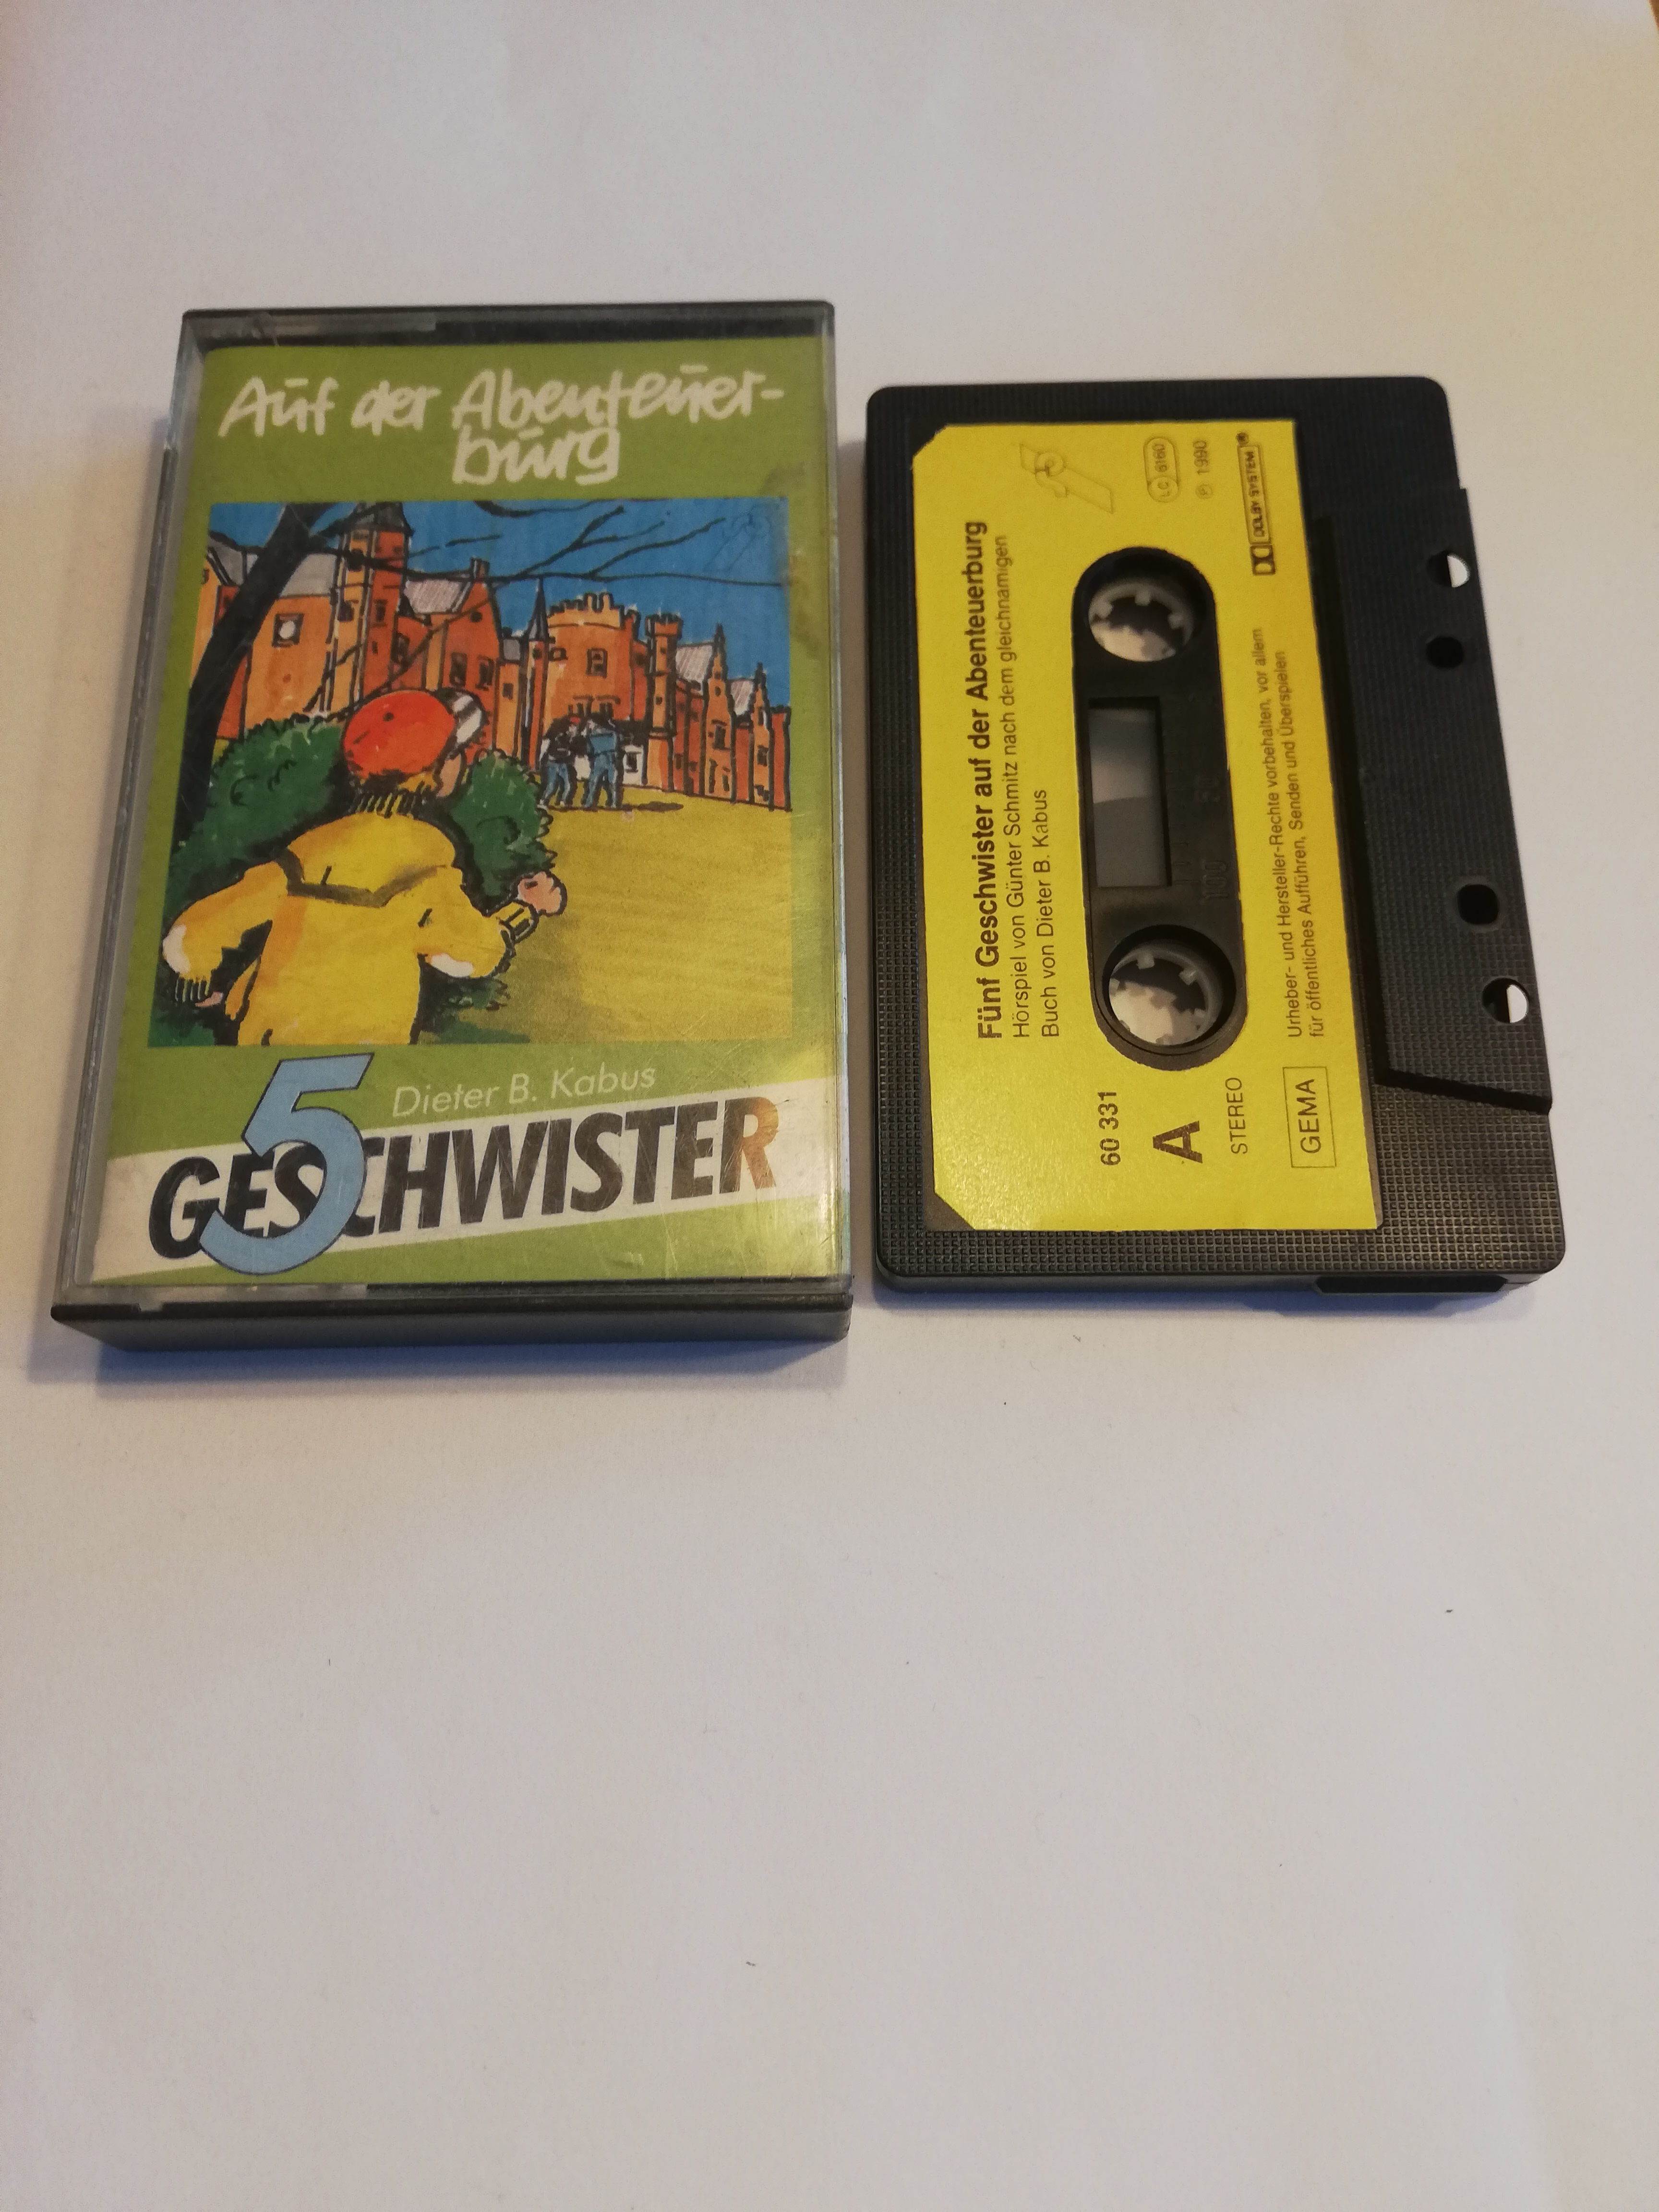 Auf der Abenteuer-
burg
Dieter B. Kabus
5
GESCHWISTER
Fünf Geschwister auf der Abenteuerburg
Hörspiel von Günter Schmitz nach dem gleichnamigen
Buch von Dieter B. Kabus
60 331
A
STEREO
LC 6160
℗ 1990
DOLBY SYSTEM®
GEMA
Urheber- und Hersteller-Rechte vorbehalten, vor allem
für öffentliches Aufführen, Senden und Überspielen
100